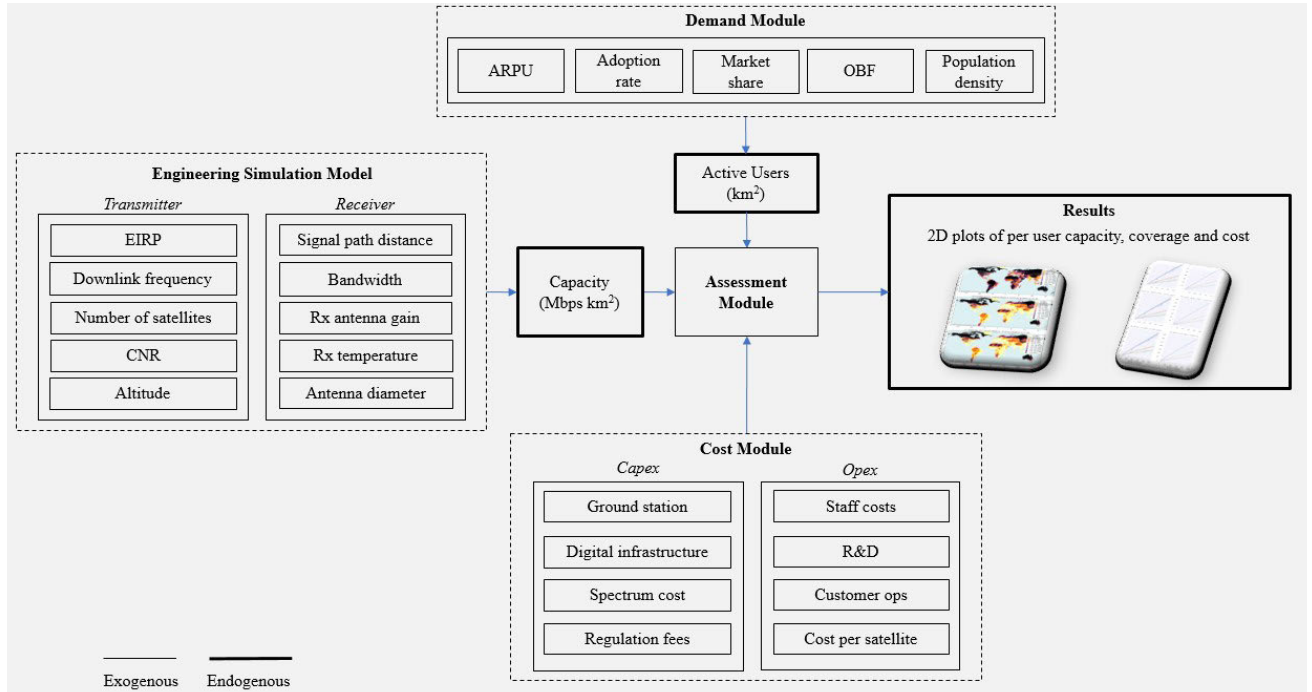 Demand Module
ARPU
Adoption
rate
Market
share
OBF
Population
density
Active Users
(km²)
Engineering Simulation Model
Transmitter
EIRP
Downlink frequency
Number of satellites
CNR
Altitude
Receiver
Signal path distance
Bandwidth
Rx antenna gain
Rx temperature
Antenna diameter
Capacity
(Mbps km²)
Assessment
Module
Results
2D plots of per user capacity, coverage and cost
Cost Module
Capex
Ground station
Digital infrastructure
Spectrum cost
Regulation fees
Opex
Staff costs
R&D
Customer ops
Cost per satellite
Exogenous
Endogenous